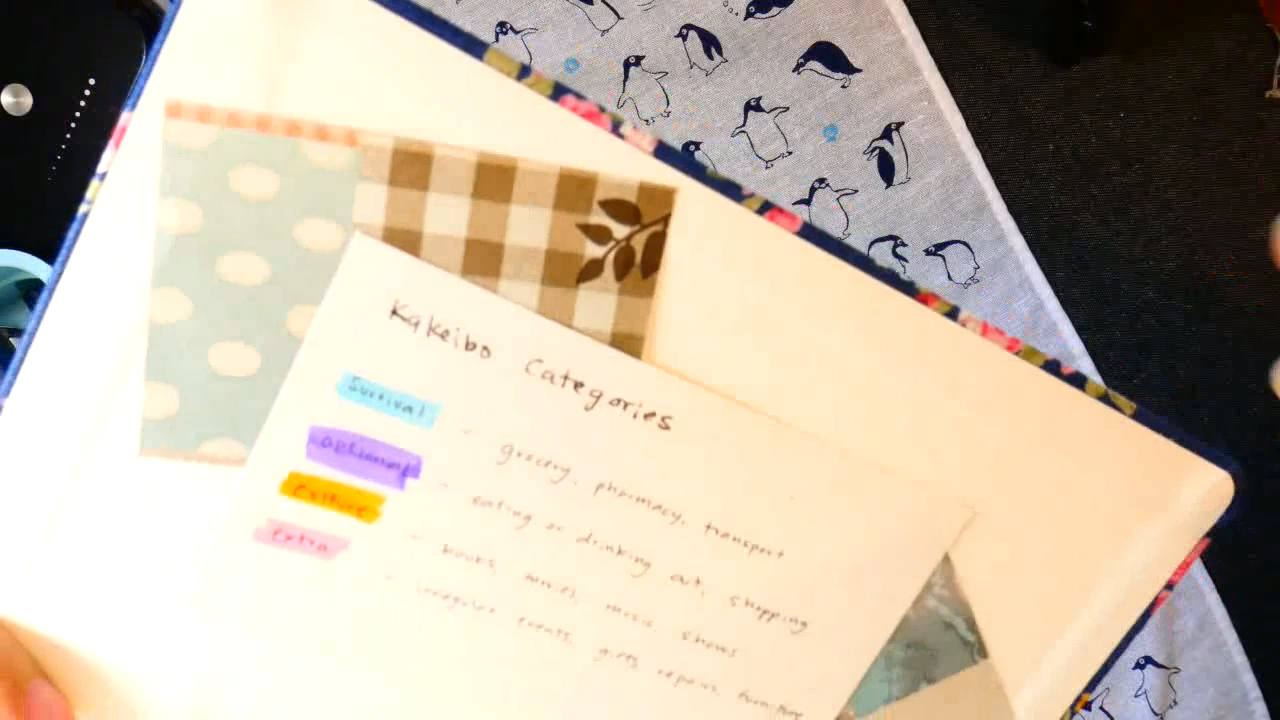 Kakeibo Categories
Survival - grocery, pharmacy, transport
optional - eating or drinking out, shopping
culture - books, movies, music, shows
extra - irregular events, gifts, repairs, furniture